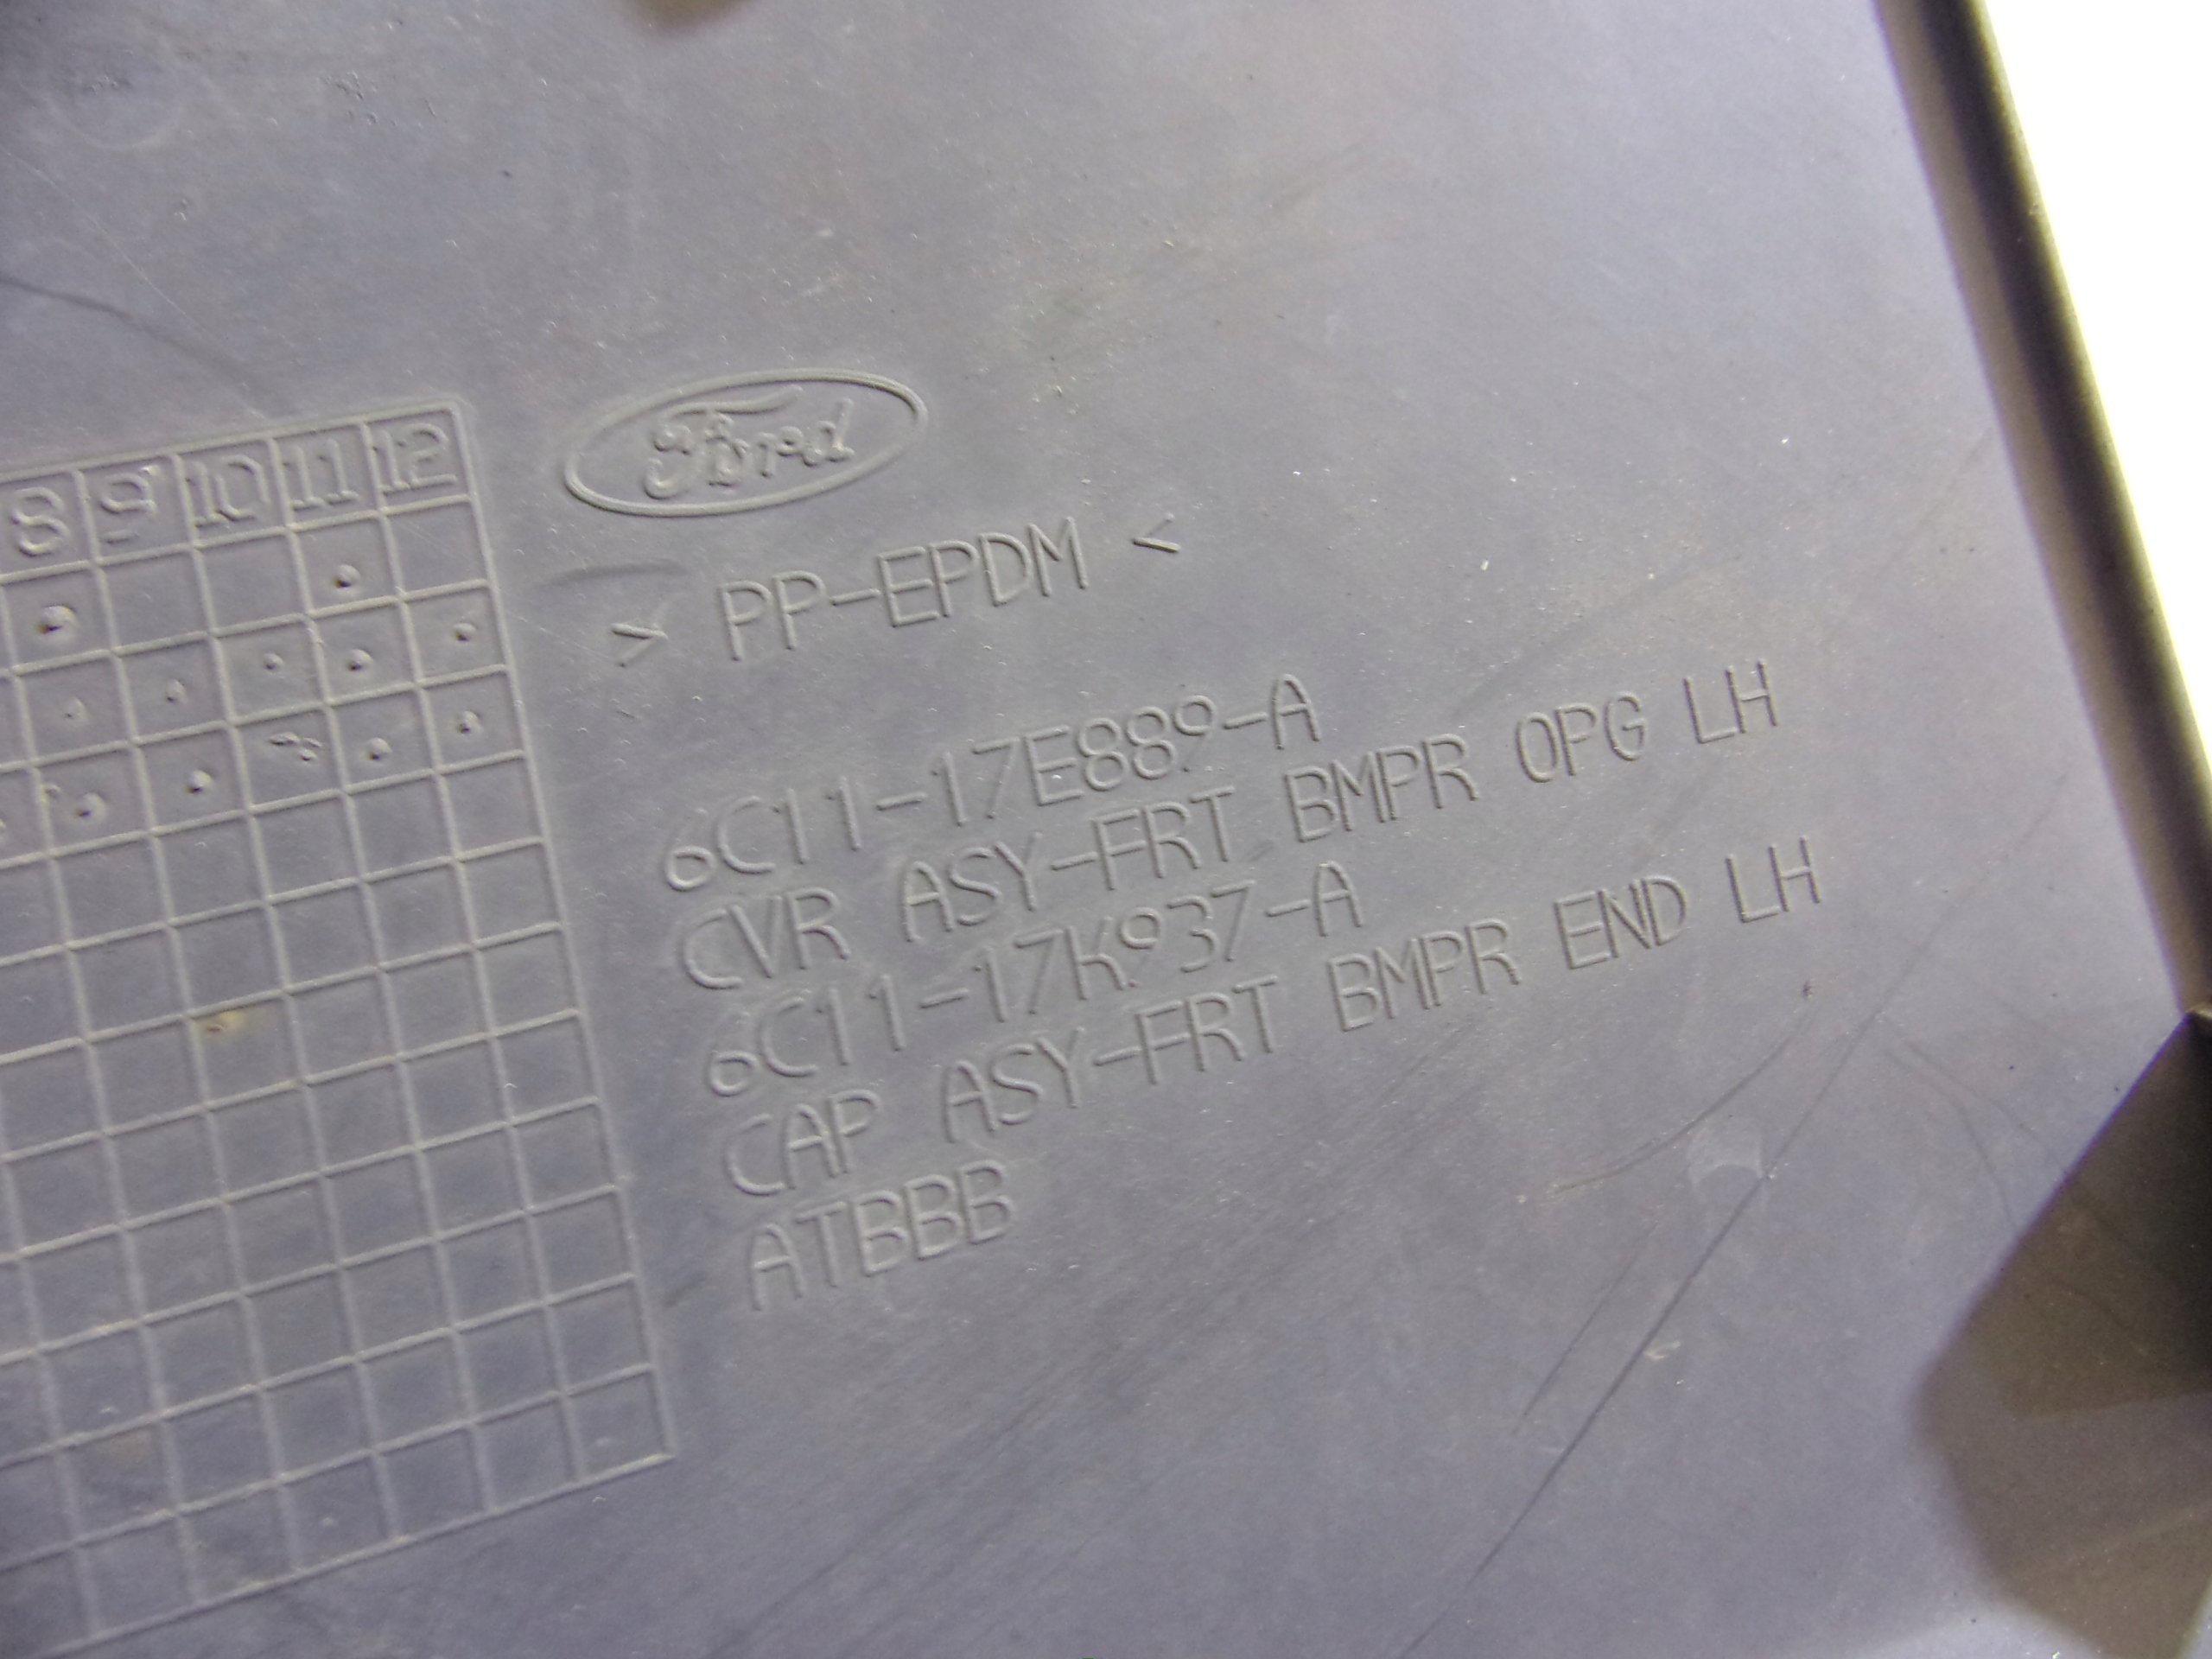 8 9 10 11 12
Ford
> PP-EPDM <
6C11-17E889-A
CVR ASY-FRT BMPR OPG LH
6C11-17K937-A
CAP ASY-FRT BMPR END LH
ATBBB